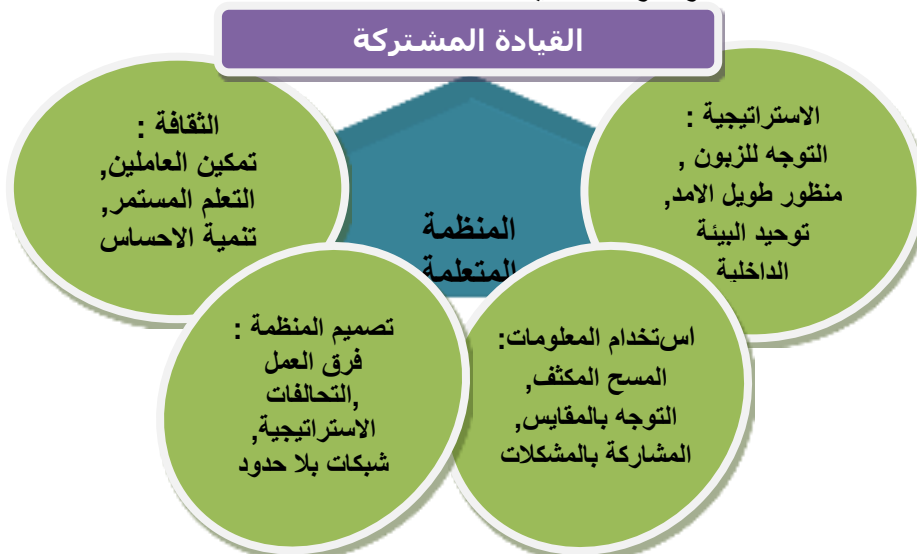 القيادة المشتركة
الاستراتيجية :
التوجه للزبون ,
منظور طويل الامد,
توحيد البيئة
الداخلية
الثقافة :
تمكين العاملين,
التعلم المستمر,
تنمية الاحساس
المنظمة
المتعلمة
استخدام المعلومات:
المسح المكثف,
التوجه بالمقايس,
المشاركة بالمشكلات
تصميم المنظمة :
فرق العمل
,التحالفات
الاستراتيجية,
شبكات بلا حدود